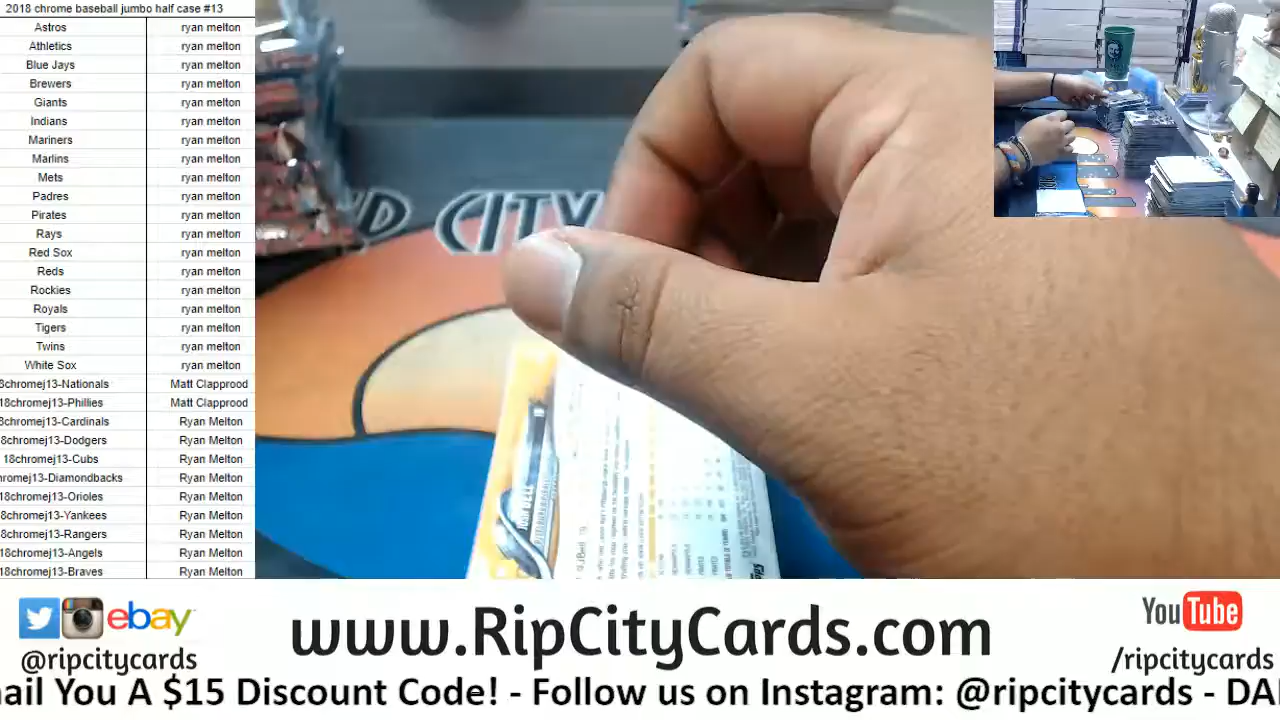 2018 chrome baseball jumbo half case #13
Astros ryan melton
Athletics ryan melton
Blue Jays ryan melton
Brewers ryan melton
Giants ryan melton
Indians ryan melton
Mariners ryan melton
Marlins ryan melton
Mets ryan melton
Padres ryan melton
Pirates ryan melton
Rays ryan melton
Red Sox ryan melton
Reds ryan melton
Rockies ryan melton
Royals ryan melton
Tigers ryan melton
Twins ryan melton
White Sox ryan melton
8chromej13-Nationals Matt Clapprood
18chromej13-Phillies Matt Clapprood
8chromej13-Cardinals Ryan Melton
8chromej13-Dodgers Ryan Melton
18chromej13-Cubs Ryan Melton
hromej13-Diamondbacks Ryan Melton
18chromej13-Orioles Ryan Melton
8chromej13-Yankees Ryan Melton
8chromej13-Rangers Ryan Melton
18chromej13-Angels Ryan Melton
18chromej13-Braves Ryan Melton
CITY
ebay
@ripcitycards
www.RipCityCards.com
YouTube
/ripcitycards
ail You A $15 Discount Code! - Follow us on Instagram: @ripcitycards - DA